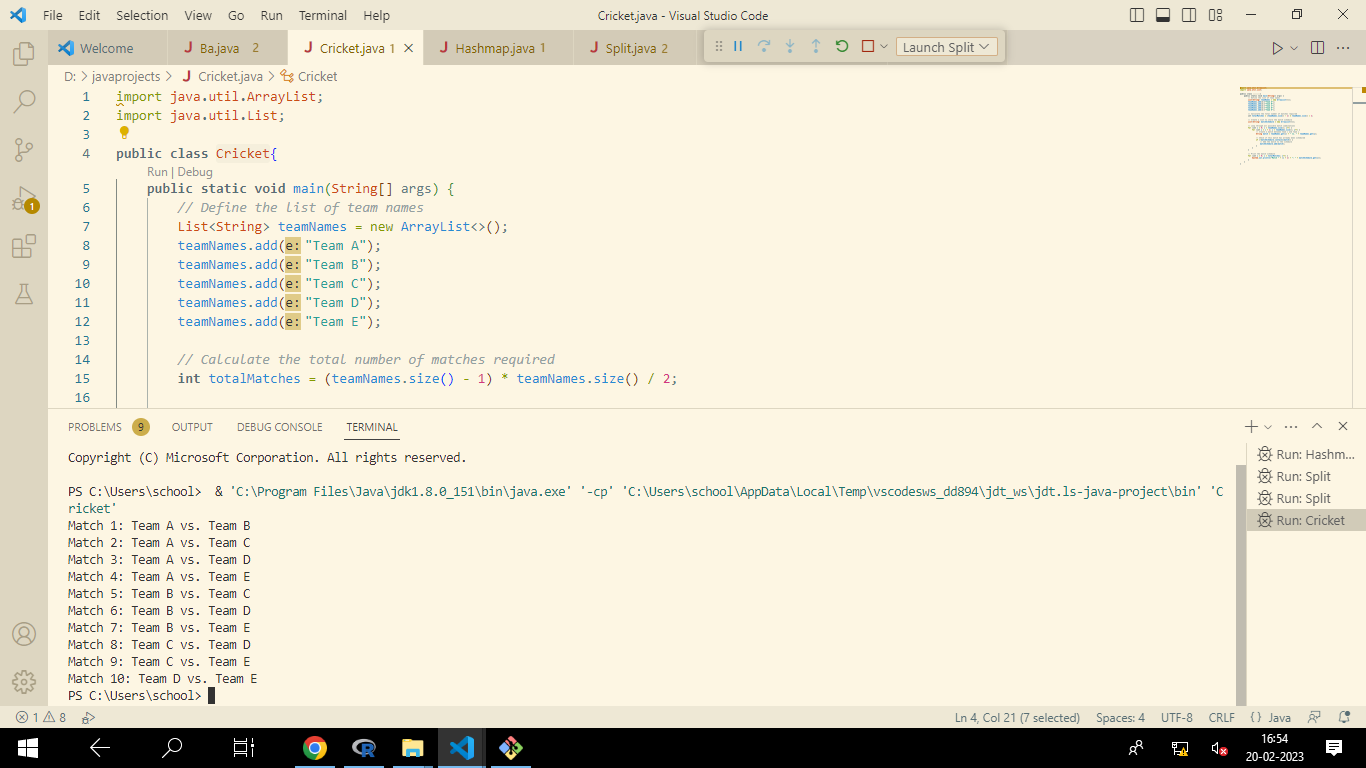 File Edit Selection View Go Run Terminal Help Cricket.java - Visual Studio Code
Welcome Ba.java 2 Cricket.java 1 Hashmap.java 1 Split.java 2 Launch Split
D: > javaprojects > Cricket.java > Cricket
1 import java.util.ArrayList;
2 import java.util.List;
3
4 public class Cricket{
Run | Debug
5 public static void main(String[] args) {
6 // Define the list of team names
7 List<String> teamNames = new ArrayList<>();
8 teamNames.add(e: "Team A");
9 teamNames.add(e: "Team B");
10 teamNames.add(e: "Team C");
11 teamNames.add(e: "Team D");
12 teamNames.add(e: "Team E");
13
14 // Calculate the total number of matches required
15 int totalMatches = (teamNames.size() - 1) * teamNames.size() / 2;
16
1
PROBLEMS 9 OUTPUT DEBUG CONSOLE TERMINAL
Copyright (C) Microsoft Corporation. All rights reserved.
PS C:\Users\school>  & 'C:\Program Files\Java\jdk1.8.0_151\bin\java.exe' '-cp' 'C:\Users\school\AppData\Local\Temp\vscodesws_dd894\jdt_ws\jdt.ls-java-project\bin' 'C
ricket'
Match 1: Team A vs. Team B
Match 2: Team A vs. Team C
Match 3: Team A vs. Team D
Match 4: Team A vs. Team E
Match 5: Team B vs. Team C
Match 6: Team B vs. Team D
Match 7: Team B vs. Team E
Match 8: Team C vs. Team D
Match 9: Team C vs. Team E
Match 10: Team D vs. Team E
PS C:\Users\school>
Run: Hashm...
Run: Split
Run: Split
Run: Cricket
1 8 Ln 4, Col 21 (7 selected) Spaces: 4 UTF-8 CRLF { } Java
16:54
20-02-2023